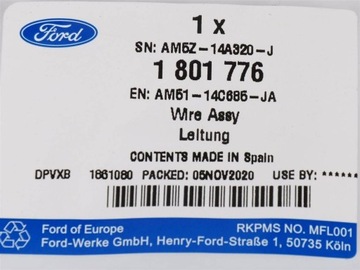 Ford
1 x
SN: AM5Z-14A320-J
1 801 776
EN: AM51-14C685-JA
Wire Assy
Leitung
CONTENTS MADE IN Spain
DPVXB 1861080 PACKED: 05NOV2020 USE BY: ******
Ford of Europe RKPMS NO. MFL001
Ford-Werke GmbH, Henry-Ford-Straße 1, 50735 Köln